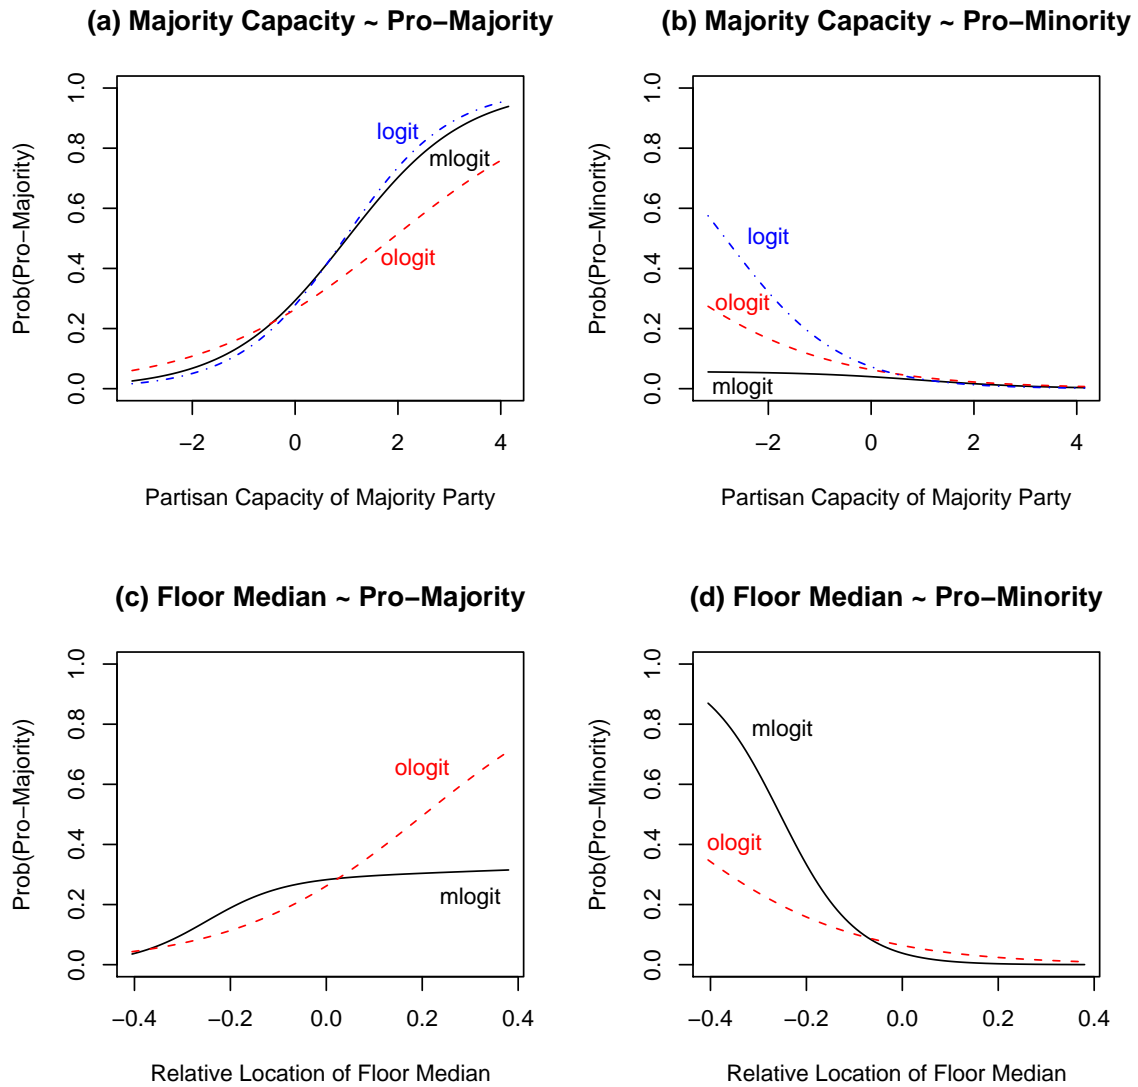 (a) Majority Capacity ~ Pro−Majority
Prob(Pro−Majority)
0.0 0.2 0.4 0.6 0.8 1.0
logit
mlogit
ologit
−2 0 2 4
Partisan Capacity of Majority Party
(b) Majority Capacity ~ Pro−Minority
Prob(Pro−Minority)
0.0 0.2 0.4 0.6 0.8 1.0
logit
ologit
mlogit
−2 0 2 4
Partisan Capacity of Majority Party
(c) Floor Median ~ Pro−Majority
Prob(Pro−Majority)
0.0 0.2 0.4 0.6 0.8 1.0
ologit
mlogit
−0.4 −0.2 0.0 0.2 0.4
Relative Location of Floor Median
(d) Floor Median ~ Pro−Minority
Prob(Pro−Minority)
0.0 0.2 0.4 0.6 0.8 1.0
mlogit
ologit
−0.4 −0.2 0.0 0.2 0.4
Relative Location of Floor Median